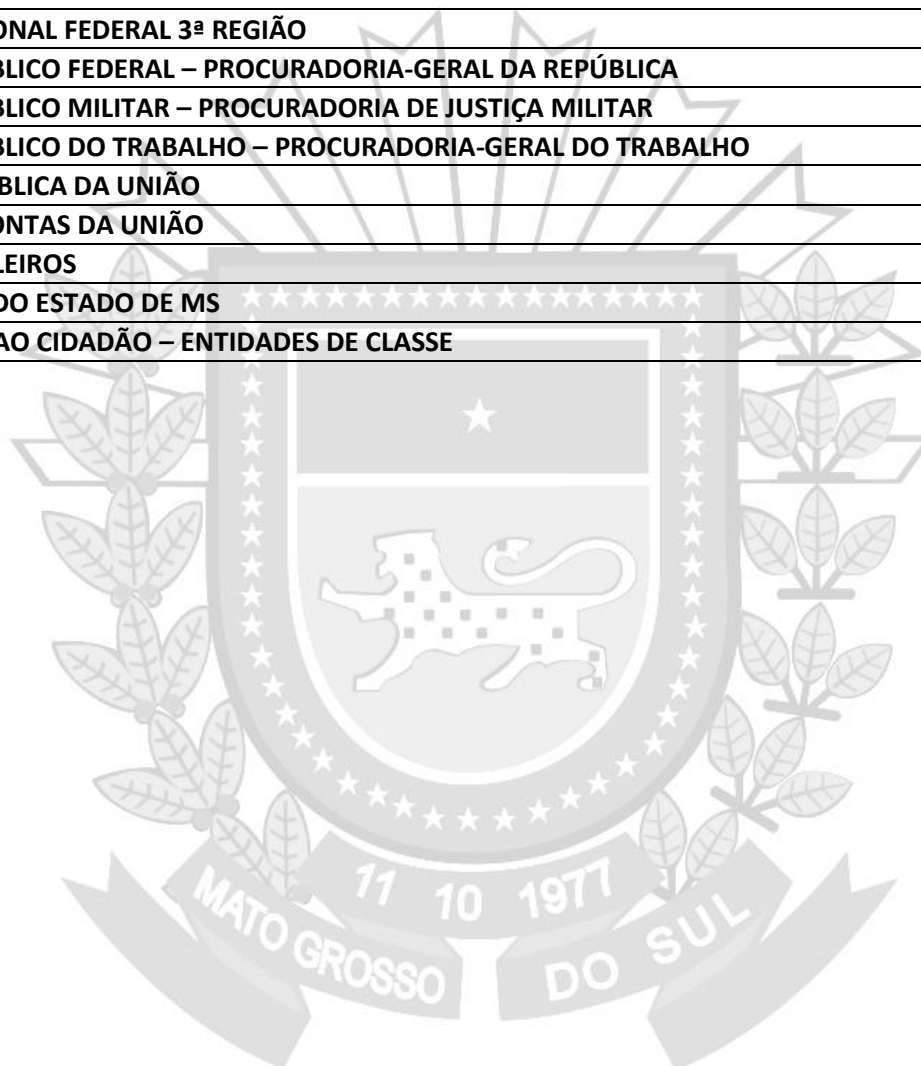 ONAL FEDERAL 3ª REGIÃO
BLICO FEDERAL – PROCURADORIA-GERAL DA REPÚBLICA
BLICO MILITAR – PROCURADORIA DE JUSTIÇA MILITAR
BLICO DO TRABALHO – PROCURADORIA-GERAL DO TRABALHO
BLICA DA UNIÃO
ONTAS DA UNIÃO
LEIROS
DO ESTADO DE MS
AO CIDADÃO – ENTIDADES DE CLASSE
11 10 1977
MATO GROSSO DO SUL